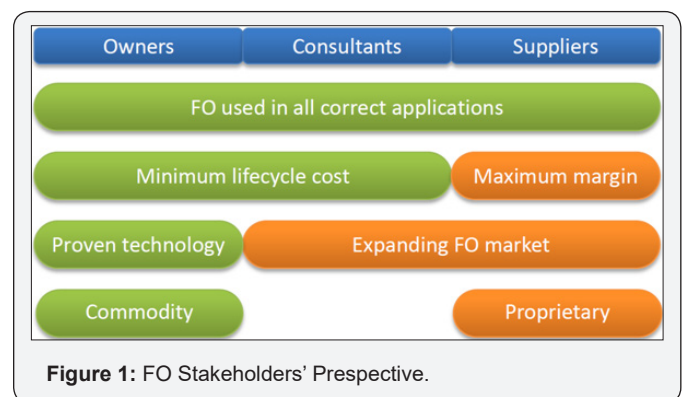 Owners Consultants Suppliers
FO used in all correct applications
Minimum lifecycle cost Maximum margin
Proven technology Expanding FO market
Commodity Proprietary
Figure 1: FO Stakeholders' Prespective.